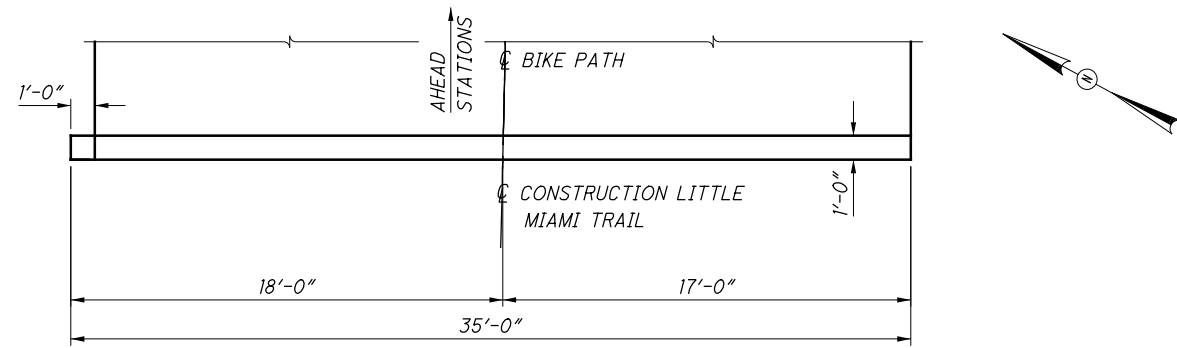 AHEAD
STATIONS
℄ BIKE PATH
N
1'-0"
1'-0"
℄ CONSTRUCTION LITTLE
MIAMI TRAIL
18'-0"
17'-0"
35'-0"